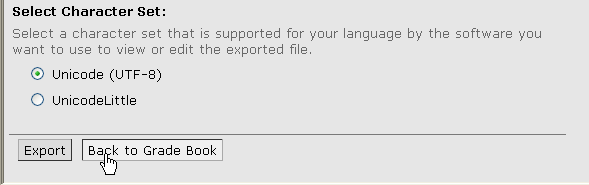 Select Character Set:
Select a character set that is supported for your language by the software you
want to use to view or edit the exported file.
Unicode (UTF-8)
UnicodeLittle
Export Back to Grade Book